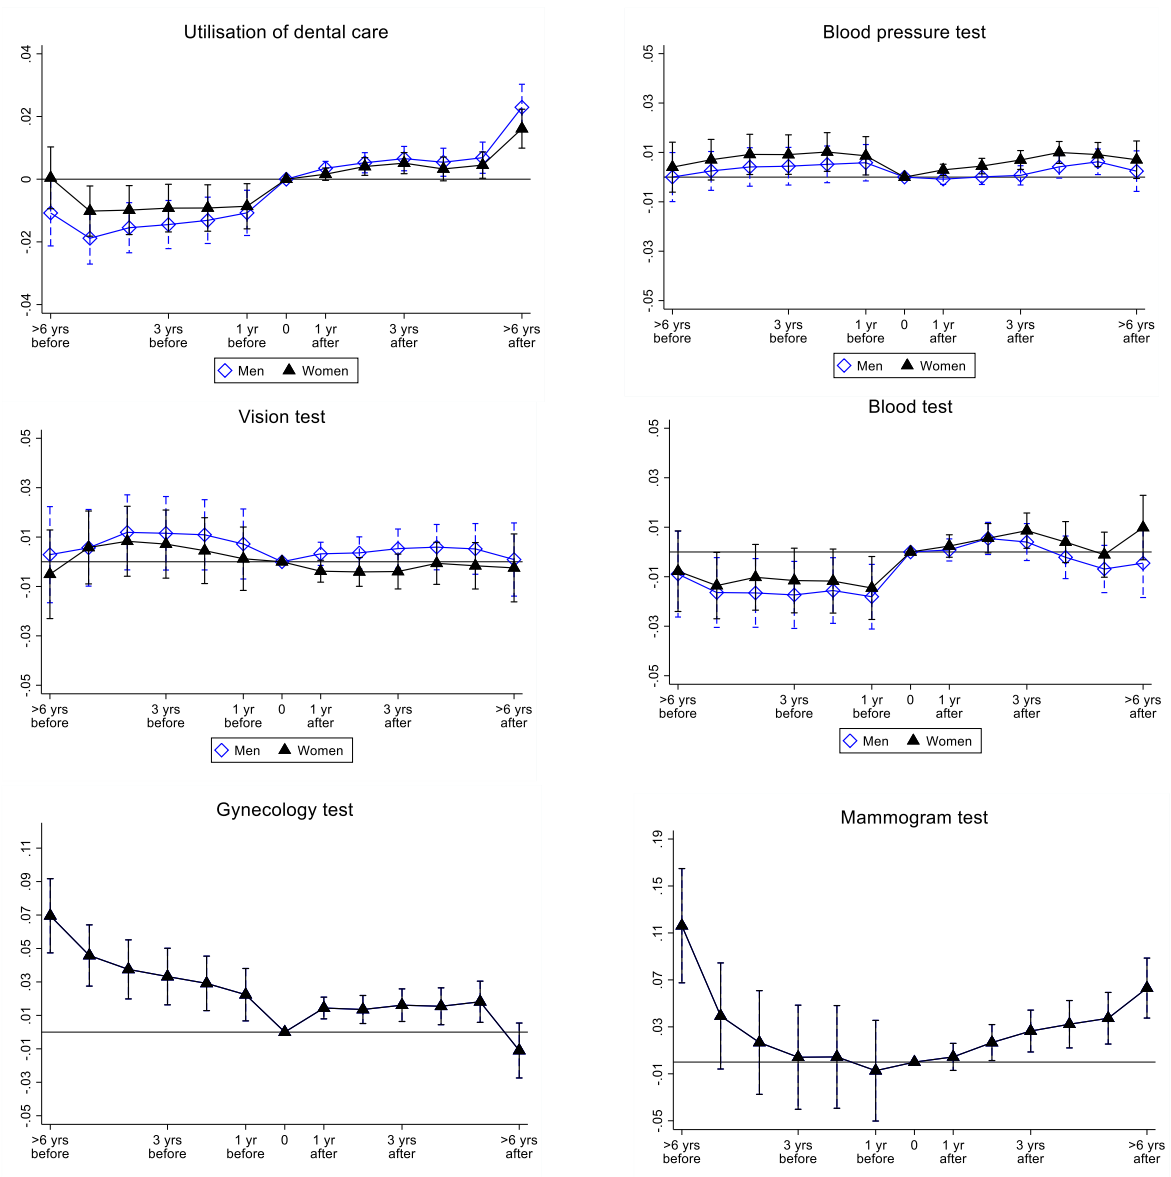 Utilisation of dental care
.04
.02
0
-.02
-.04
>6 yrs before
3 yrs before
1 yr before
0
1 yr after
3 yrs after
>6 yrs after
Men
Women
Blood pressure test
.05
.03
.01
-.01
-.03
-.05
>6 yrs before
3 yrs before
1 yr before
0
1 yr after
3 yrs after
>6 yrs after
Men
Women
Vision test
.05
.03
.01
-.01
-.03
-.05
>6 yrs before
3 yrs before
1 yr before
0
1 yr after
3 yrs after
>6 yrs after
Men
Women
Blood test
.05
.03
.01
-.01
-.03
-.05
>6 yrs before
3 yrs before
1 yr before
0
1 yr after
3 yrs after
>6 yrs after
Men
Women
Gynecology test
.11
.09
.07
.05
.03
.01
-.01
-.03
-.05
>6 yrs before
3 yrs before
1 yr before
0
1 yr after
3 yrs after
>6 yrs after
Mammogram test
.19
.15
.11
.07
.03
-.01
-.05
>6 yrs before
3 yrs before
1 yr before
0
1 yr after
3 yrs after
>6 yrs after